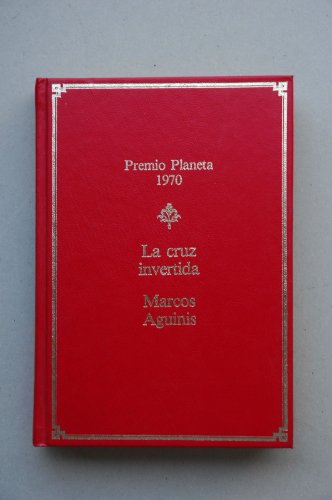 Premio Planeta
1970
La cruz
invertida
Marcos
Aguinis